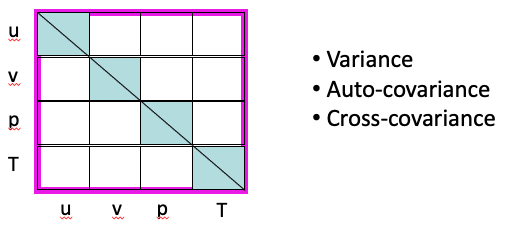 u
v
p
T
u v p T
• Variance
• Auto-covariance
• Cross-covariance